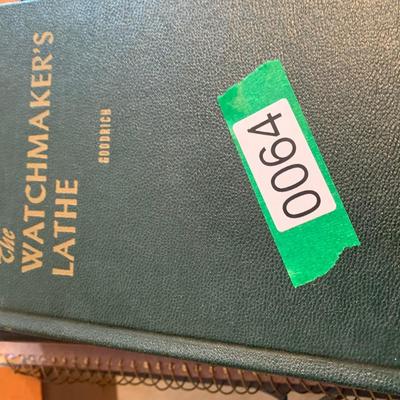 The
WATCHMAKER'S
LATHE
GOODRICH
0064